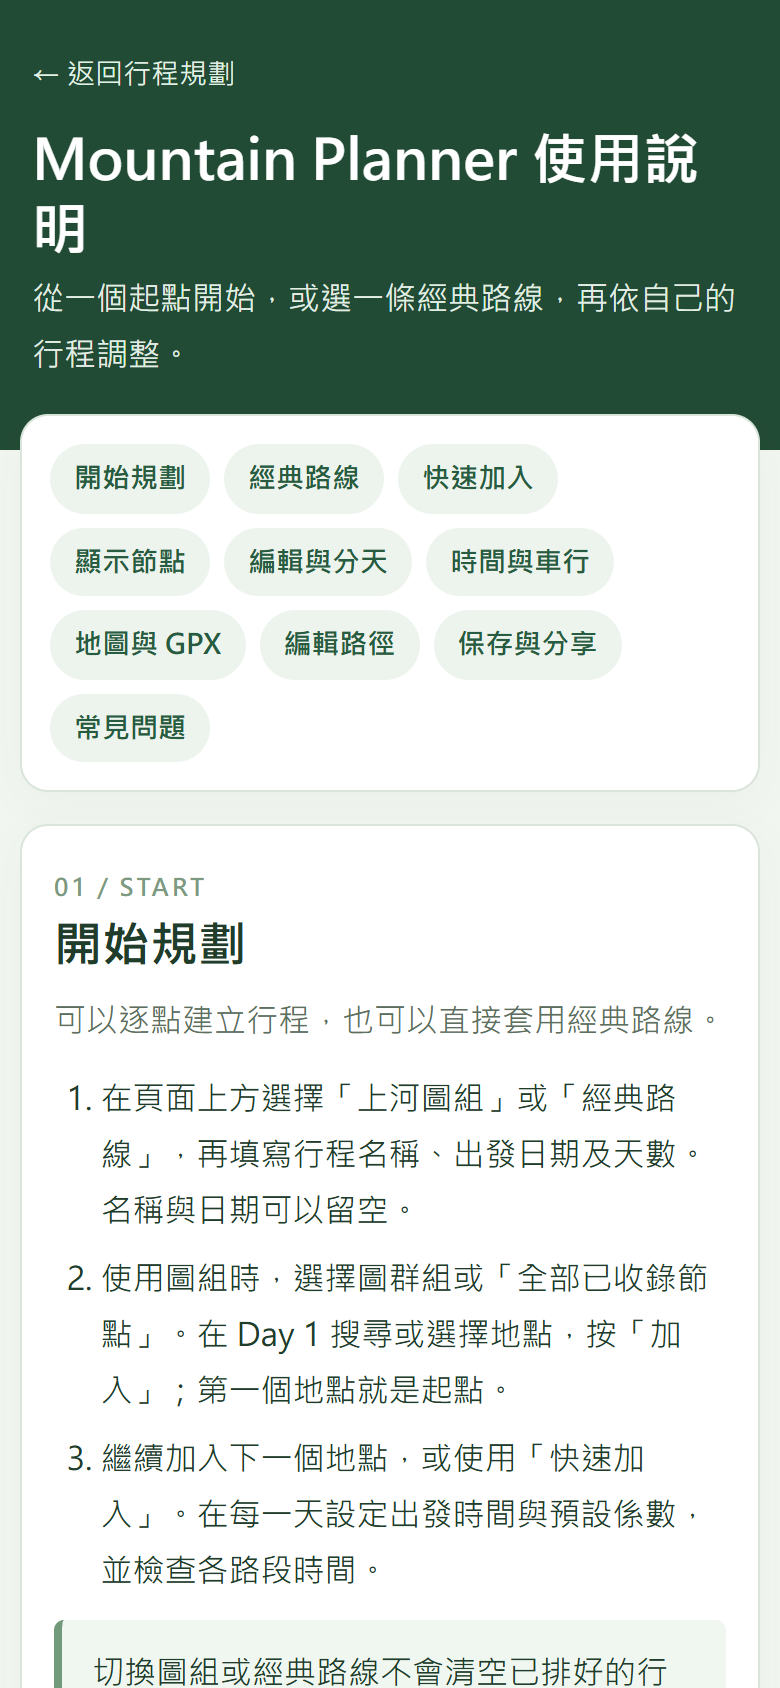 ← 返回行程規劃
Mountain Planner 使用說
明
從一個起點開始，或選一條經典路線，再依自己的
行程調整。
開始規劃 經典路線 快速加入
顯示節點 編輯與分天 時間與車行
地圖與 GPX 編輯路徑 保存與分享
常見問題
01 / START
開始規劃
可以逐點建立行程，也可以直接套用經典路線。
1. 在頁面上方選擇「上河圖組」或「經典路
線」，再填寫行程名稱、出發日期及天數。
名稱與日期可以留空。
2. 使用圖組時，選擇圖群組或「全部已收錄節
點」。在 Day 1 搜尋或選擇地點，按「加
入」；第一個地點就是起點。
3. 繼續加入下一個地點，或使用「快速加
入」。在每一天設定出發時間與預設係數，
並檢查各路段時間。
切換圖組或經典路線不會清空已排好的行